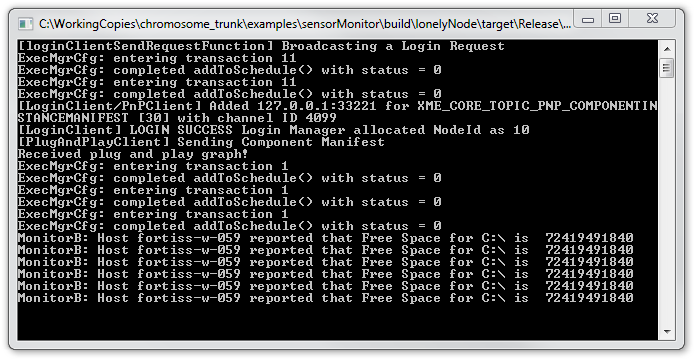 C:\WorkingCopies\chromosome_trunk\examples\sensorMonitor\build\lonelyNode\target\Release\...
[loginClientSendRequestFunction] Broadcasting a Login Request
ExecMgrCfg: entering transaction 11
ExecMgrCfg: completed addToSchedule() with status = 0
ExecMgrCfg: entering transaction 11
ExecMgrCfg: completed addToSchedule() with status = 0
[LoginClient/PnPClient] Added 127.0.0.1:33221 for XME_CORE_TOPIC_PNP_COMPONENTIN
STANCEMANIFEST [30] with channel ID 4099
[LoginClient] LOGIN SUCCESS Login Manager allocated NodeId as 10
[PlugAndPlayClient] Sending Component Manifest
Received plug and play graph!
ExecMgrCfg: entering transaction 1
ExecMgrCfg: completed addToSchedule() with status = 0
ExecMgrCfg: entering transaction 1
ExecMgrCfg: completed addToSchedule() with status = 0
ExecMgrCfg: entering transaction 1
ExecMgrCfg: completed addToSchedule() with status = 0
MonitorB: Host fortiss-w-059 reported that Free Space for C:\ is  72419491840
MonitorB: Host fortiss-w-059 reported that Free Space for C:\ is  72419491840
MonitorB: Host fortiss-w-059 reported that Free Space for C:\ is  72419491840
MonitorB: Host fortiss-w-059 reported that Free Space for C:\ is  72419491840
MonitorB: Host fortiss-w-059 reported that Free Space for C:\ is  72419491840
MonitorB: Host fortiss-w-059 reported that Free Space for C:\ is  72419491840